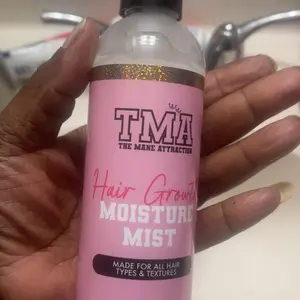 TMA
THE MANE ATTRACTION
Hair Growth
MOISTURE
MIST
MADE FOR ALL HAIR
TYPES & TEXTURES